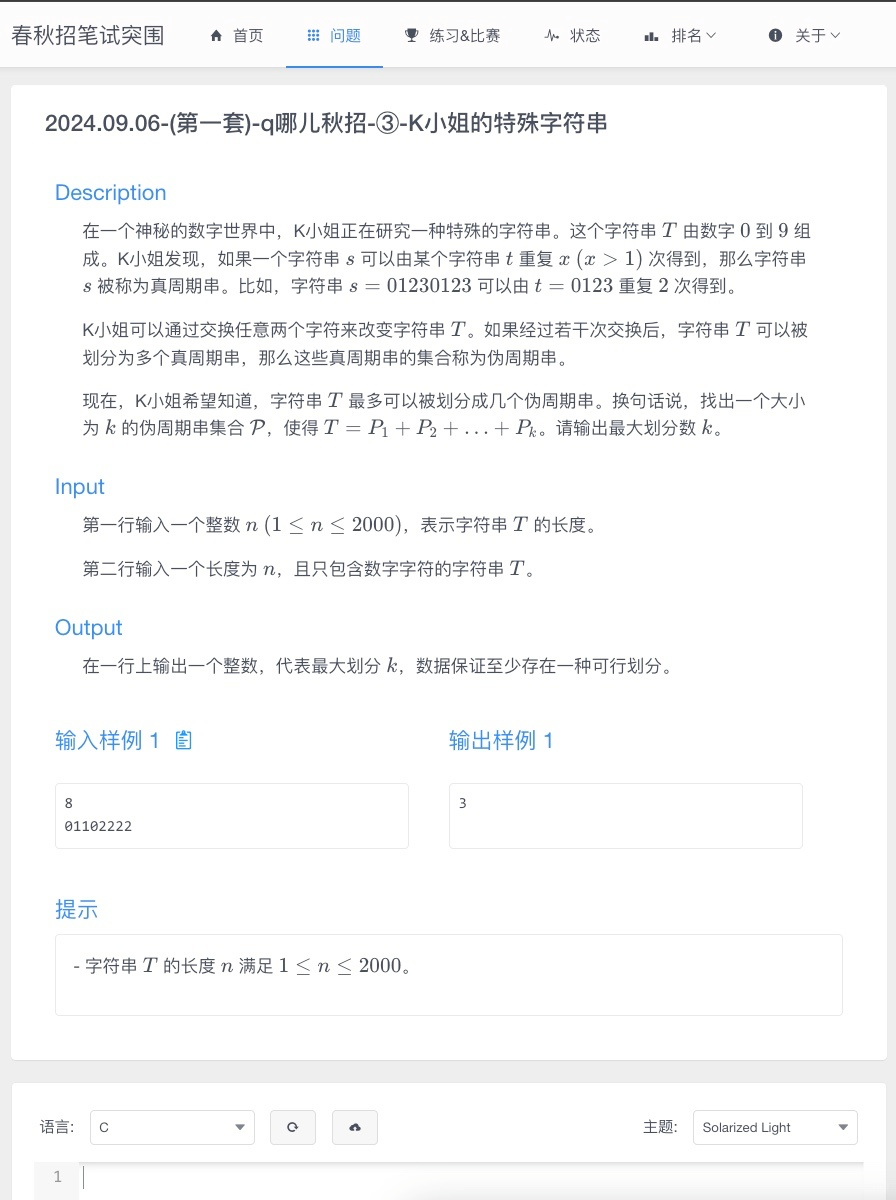 春秋招笔试突围 首页 问题 练习&比赛 状态 排名 关于
2024.09.06-(第一套)-q哪儿秋招-③-K小姐的特殊字符串
Description
在一个神秘的数字世界中，K小姐正在研究一种特殊的字符串。这个字符串 T 由数字 0 到 9 组
成。K小姐发现，如果一个字符串 s 可以由某个字符串 t 重复 x (x > 1) 次得到，那么字符串
s 被称为真周期串。比如，字符串 s = 01230123 可以由 t = 0123 重复 2 次得到。
K小姐可以通过交换任意两个字符来改变字符串 T。如果经过若干次交换后，字符串 T 可以被
划分为多个真周期串，那么这些真周期串的集合称为伪周期串。
现在，K小姐希望知道，字符串 T 最多可以被划分成几个伪周期串。换句话说，找出一个大小
为 k 的伪周期串集合 𝒫，使得 T = P₁ + P₂ + … + Pₖ。请输出最大划分数 k。
Input
第一行输入一个整数 n (1 ≤ n ≤ 2000)，表示字符串 T 的长度。
第二行输入一个长度为 n，且只包含数字字符的字符串 T。
Output
在一行上输出一个整数，代表最大划分 k，数据保证至少存在一种可行划分。
输入样例 1 输出样例 1
8
01102222
3
提示
- 字符串 T 的长度 n 满足 1 ≤ n ≤ 2000。
语言: C 主题: Solarized Light
1